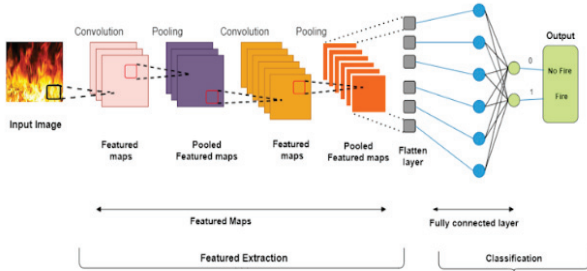 Convolution Pooling Convolution Pooling Output
0 No Fire
1 Fire
Input Image
Featured maps
Pooled Featured maps
Featured maps
Pooled Featured maps
Flatten layer
Featured Maps
Fully connected layer
Featured Extraction
Classification